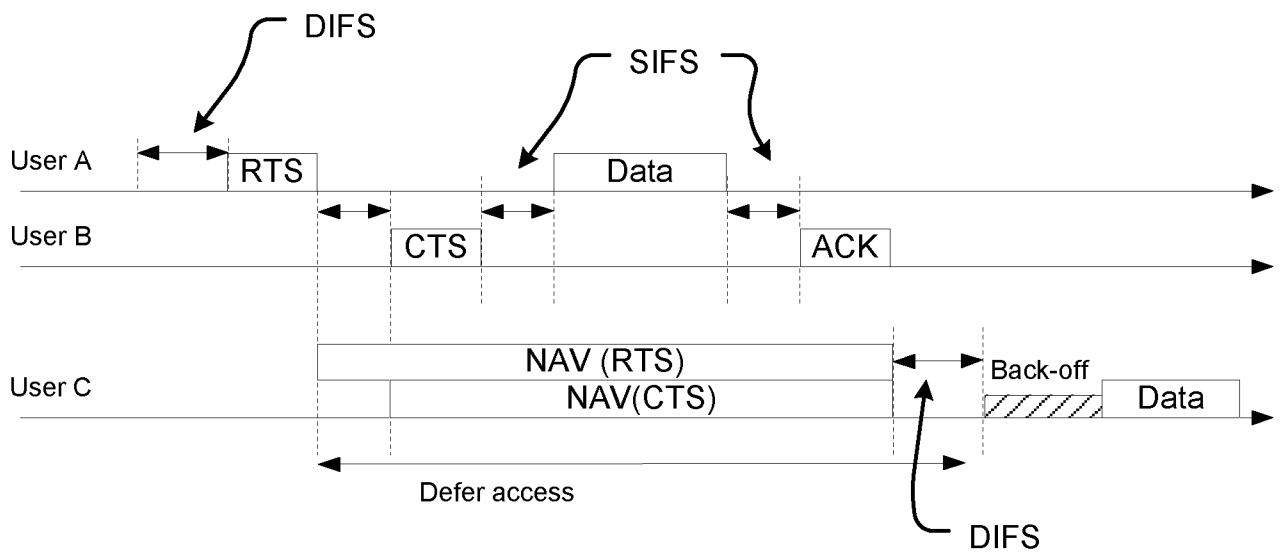 DIFS
SIFS
User A
RTS
Data
User B
CTS
ACK
NAV (RTS)
Back-off
User C
NAV(CTS)
Data
Defer access
DIFS